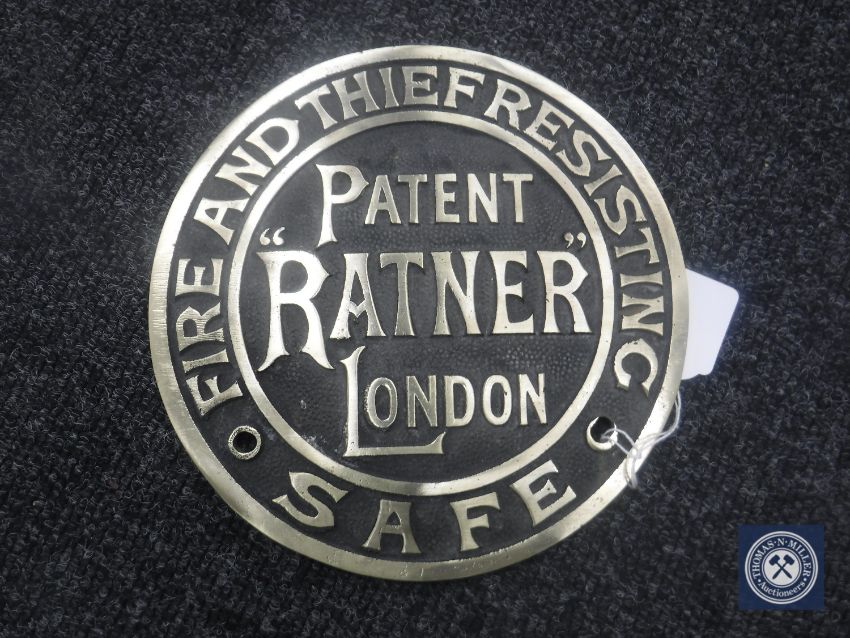 FIRE AND THIEF RESISTING
SAFE
PATENT
"RATNER"
LONDON
THOMAS·N·MILLER
Auctioneers